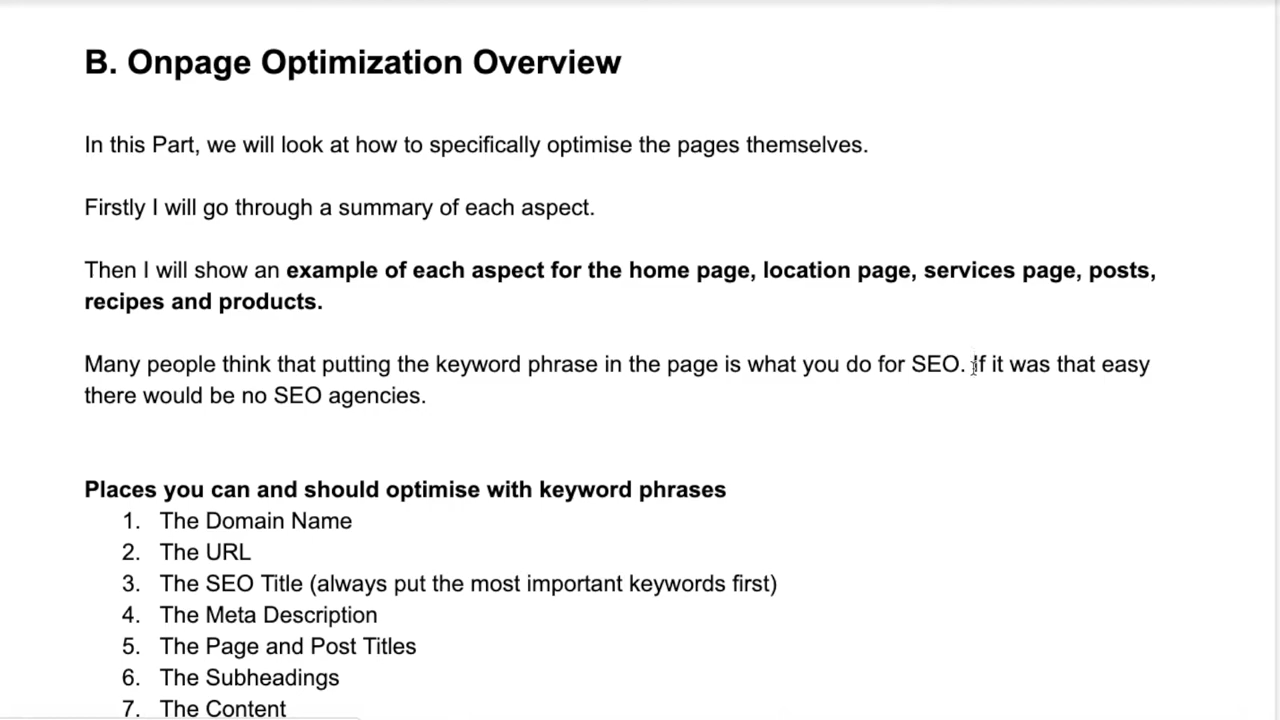 B. Onpage Optimization Overview
In this Part, we will look at how to specifically optimise the pages themselves.
Firstly I will go through a summary of each aspect.
Then I will show an example of each aspect for the home page, location page, services page, posts,
recipes and products.
Many people think that putting the keyword phrase in the page is what you do for SEO. If it was that easy
there would be no SEO agencies.
Places you can and should optimise with keyword phrases
1. The Domain Name
2. The URL
3. The SEO Title (always put the most important keywords first)
4. The Meta Description
5. The Page and Post Titles
6. The Subheadings
7. The Content